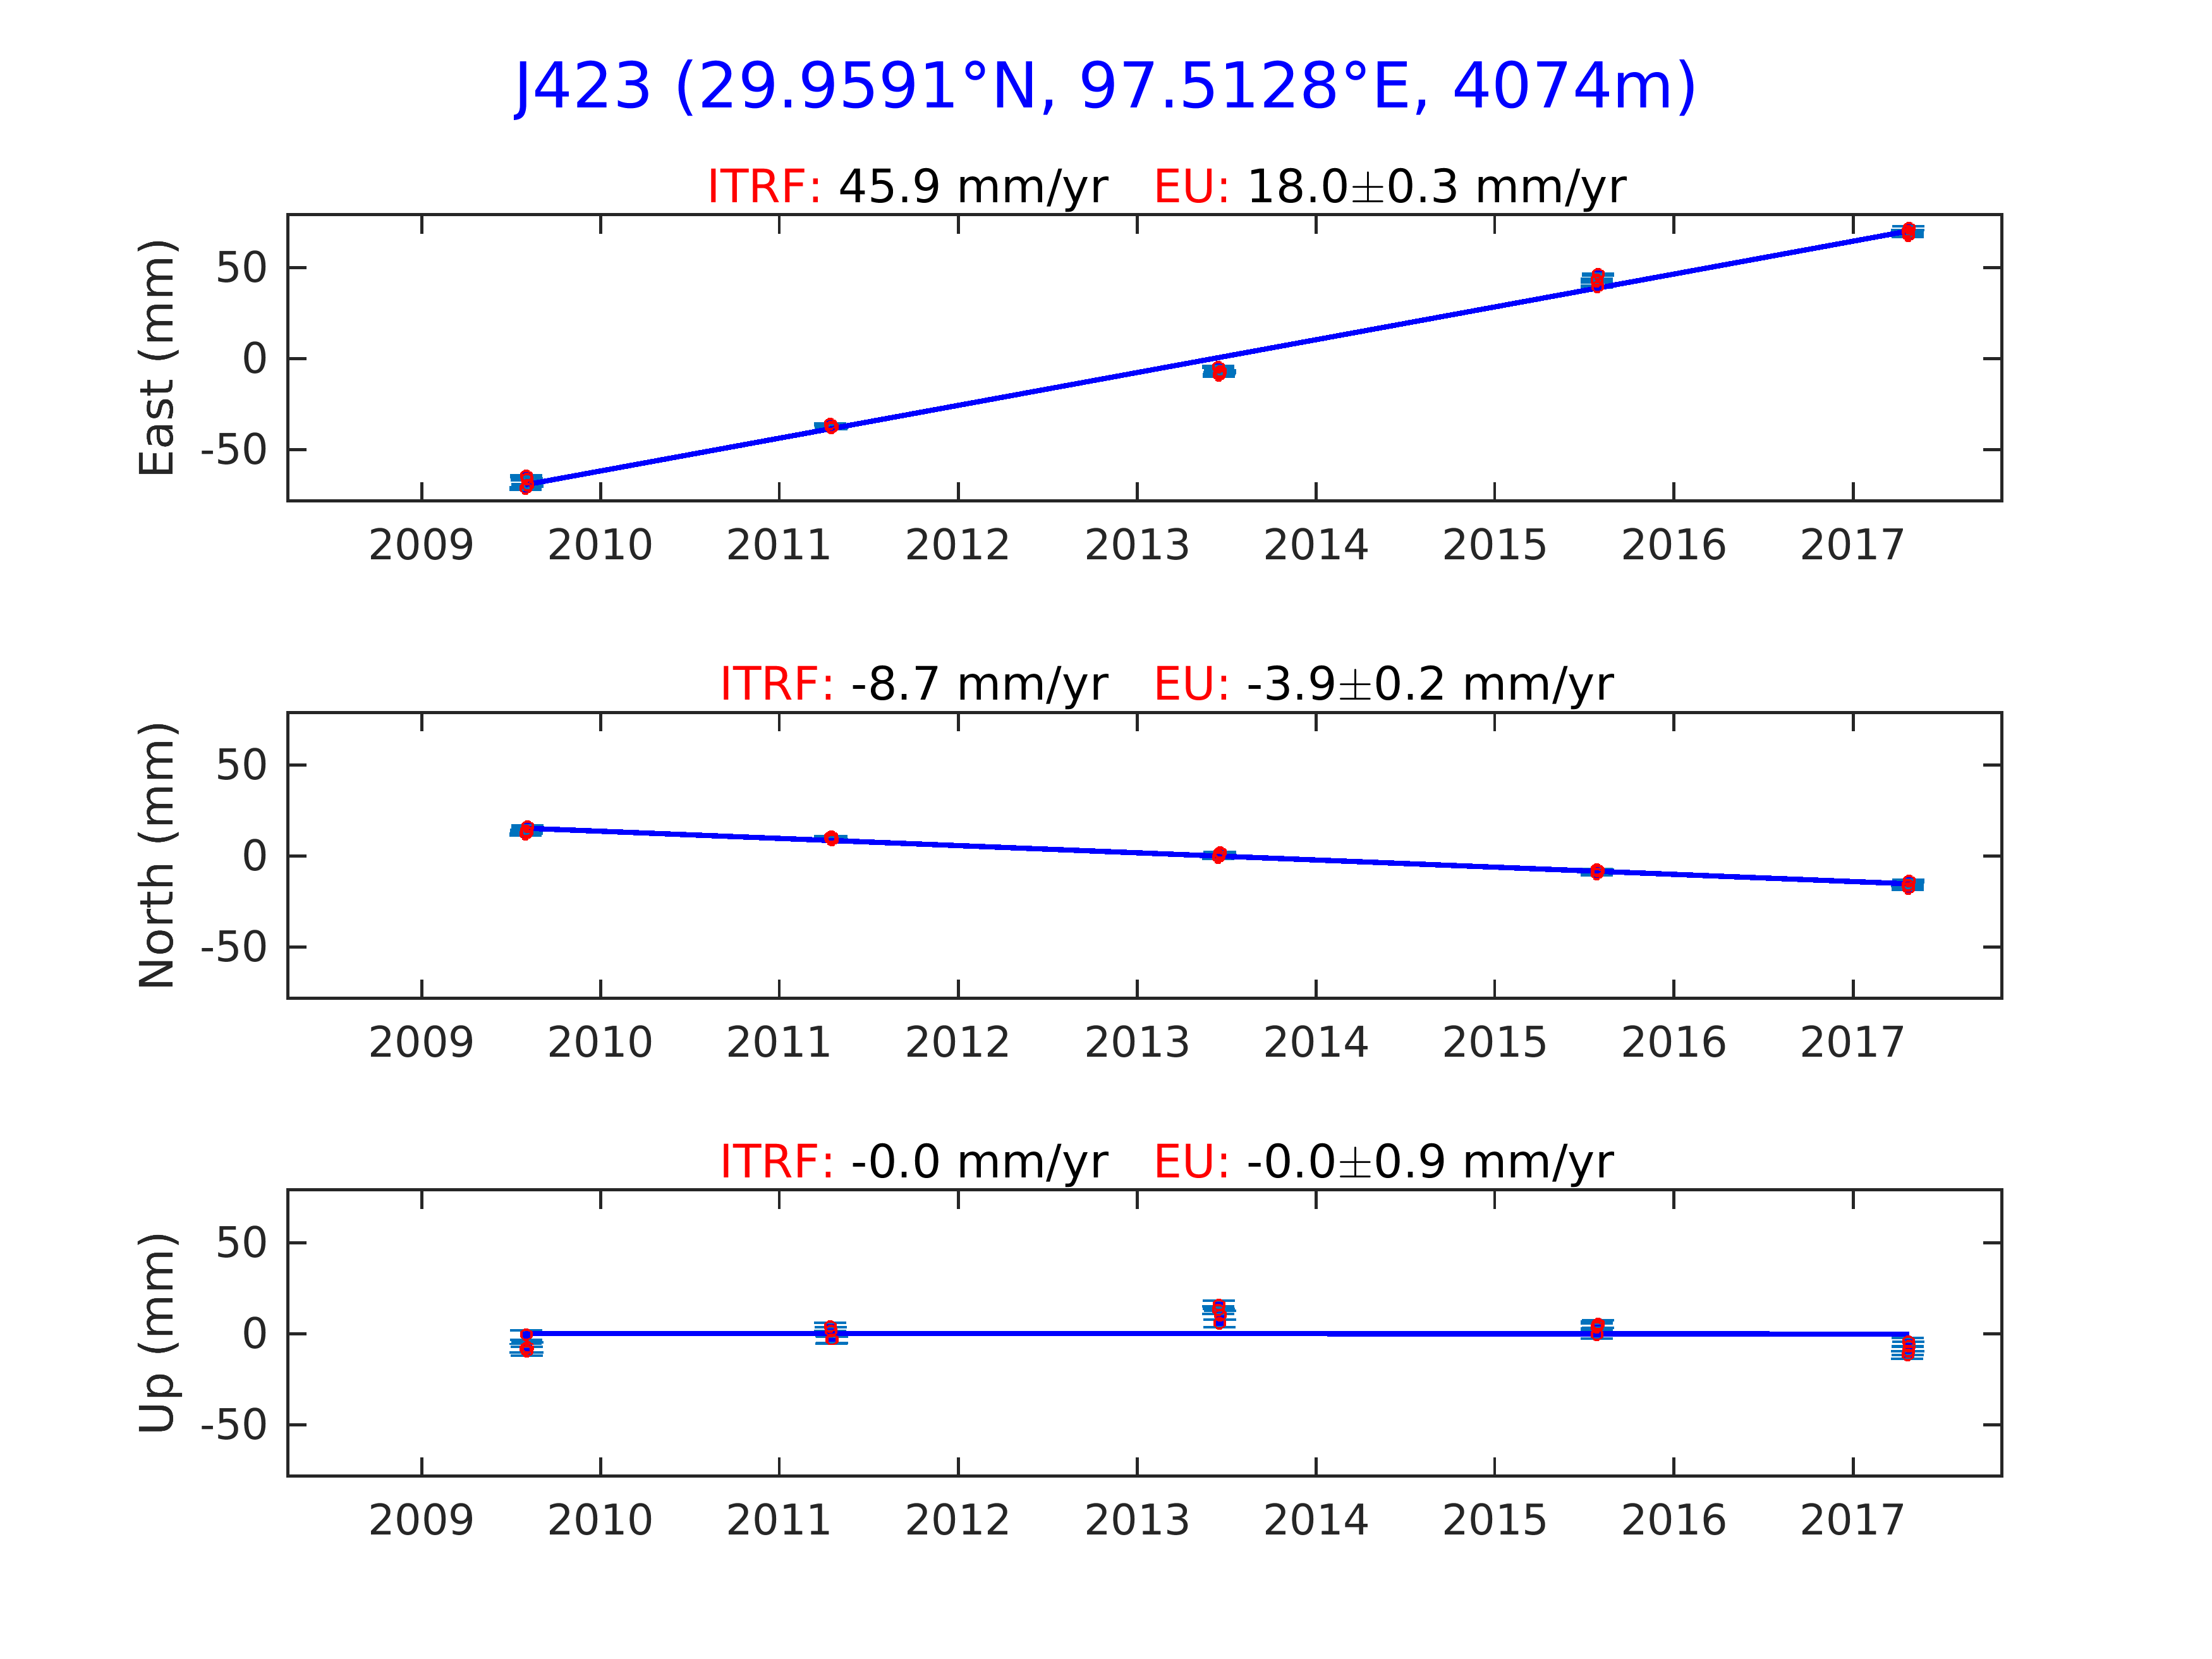 J423 (29.9591°N, 97.5128°E, 4074m)
ITRF: 45.9 mm/yr EU: 18.0±0.3 mm/yr
East (mm)
50
0
-50
2009 2010 2011 2012 2013 2014 2015 2016 2017
ITRF: -8.7 mm/yr EU: -3.9±0.2 mm/yr
North (mm)
50
0
-50
2009 2010 2011 2012 2013 2014 2015 2016 2017
ITRF: -0.0 mm/yr EU: -0.0±0.9 mm/yr
Up (mm)
50
0
-50
2009 2010 2011 2012 2013 2014 2015 2016 2017